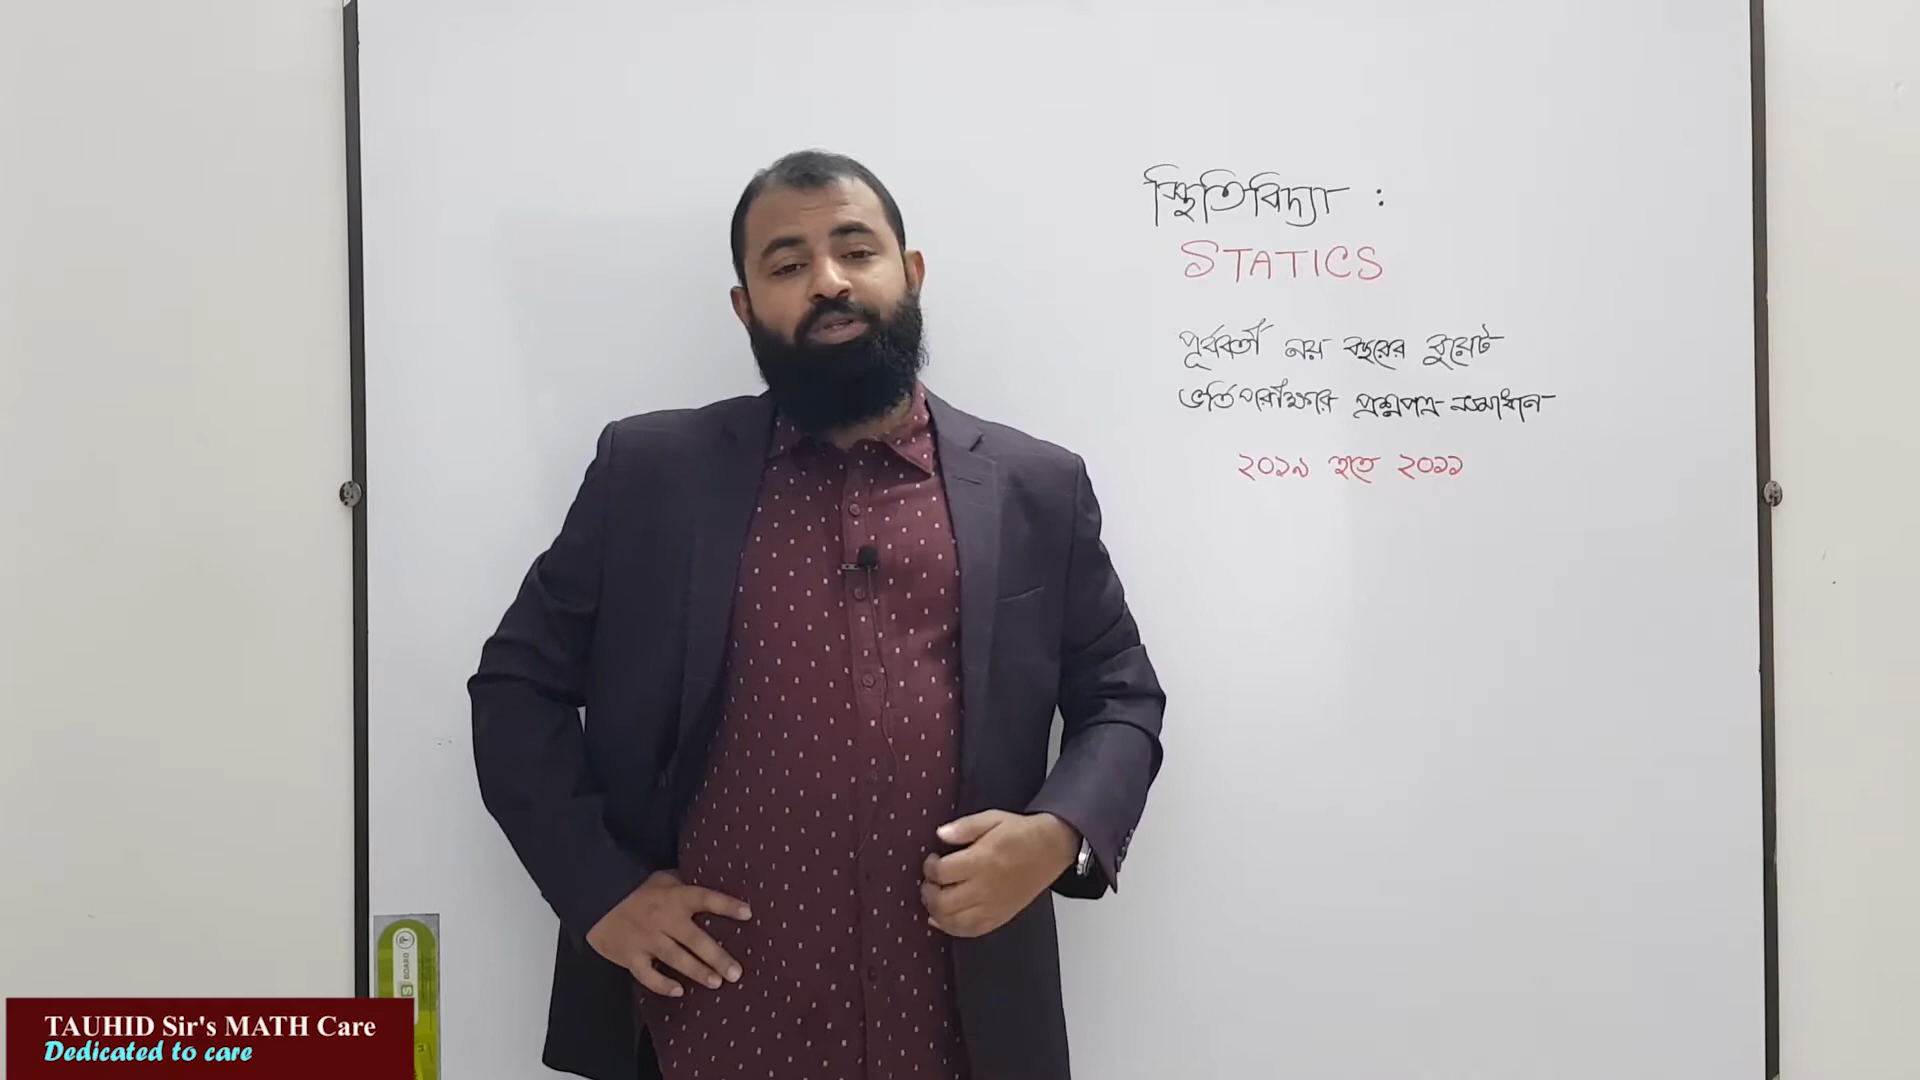 স্থিতিবিদ্যা :
STATICS
পূর্ববর্তী নয় বছরের বুয়েট
ভর্তিপরীক্ষার প্রশ্নপত্র সমাধান
২০১৯ হতে ২০১১
BOARD
TAUHID Sir's MATH Care
Dedicated to care